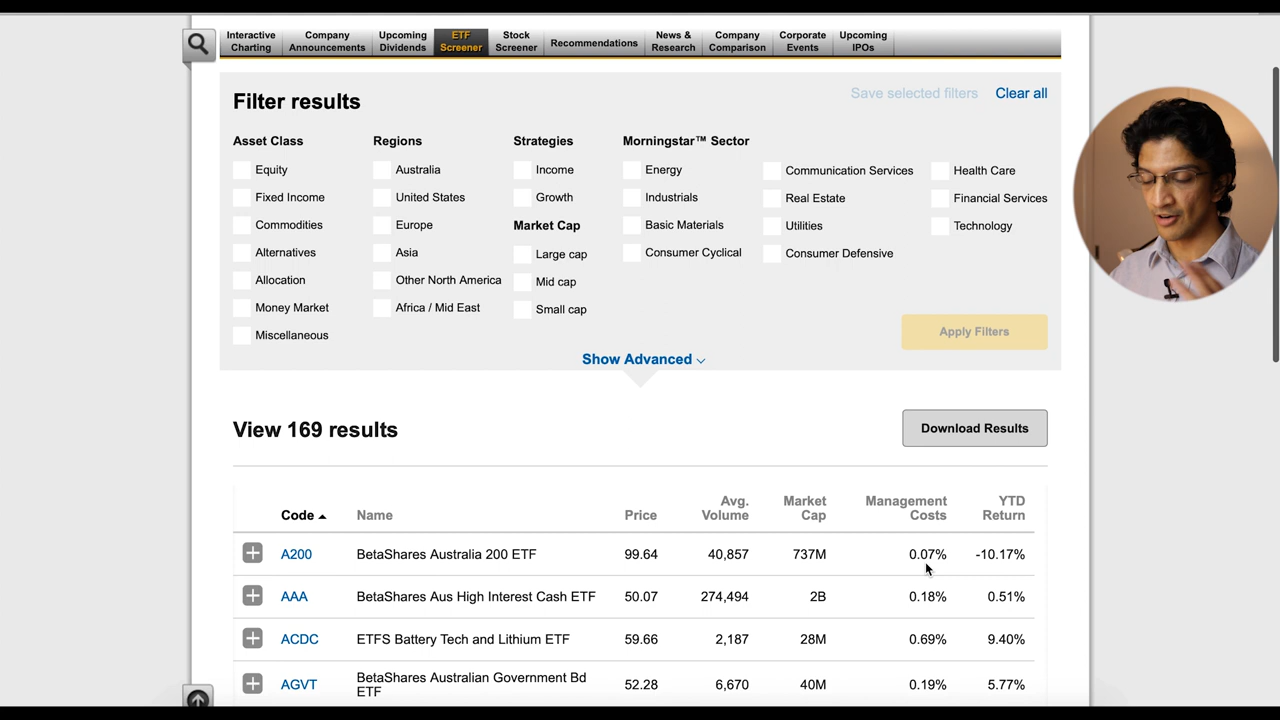 Interactive Charting
Company Announcements
Upcoming Dividends
ETF Screener
Stock Screener
Recommendations
News & Research
Company Comparison
Corporate Events
Upcoming IPOs
Filter results
Save selected filters
Clear all
Asset Class
Equity
Fixed Income
Commodities
Alternatives
Allocation
Money Market
Miscellaneous
Regions
Australia
United States
Europe
Asia
Other North America
Africa / Mid East
Strategies
Income
Growth
Market Cap
Large cap
Mid cap
Small cap
Morningstar™ Sector
Energy
Industrials
Basic Materials
Consumer Cyclical
Communication Services
Real Estate
Utilities
Consumer Defensive
Health Care
Financial Services
Technology
Apply Filters
Show Advanced
View 169 results
Download Results
Code Name Price Avg. Volume Market Cap Management Costs YTD Return
A200 BetaShares Australia 200 ETF 99.64 40,857 737M 0.07% -10.17%
AAA BetaShares Aus High Interest Cash ETF 50.07 274,494 2B 0.18% 0.51%
ACDC ETFS Battery Tech and Lithium ETF 59.66 2,187 28M 0.69% 9.40%
AGVT BetaShares Australian Government Bd ETF 52.28 6,670 40M 0.19% 5.77%